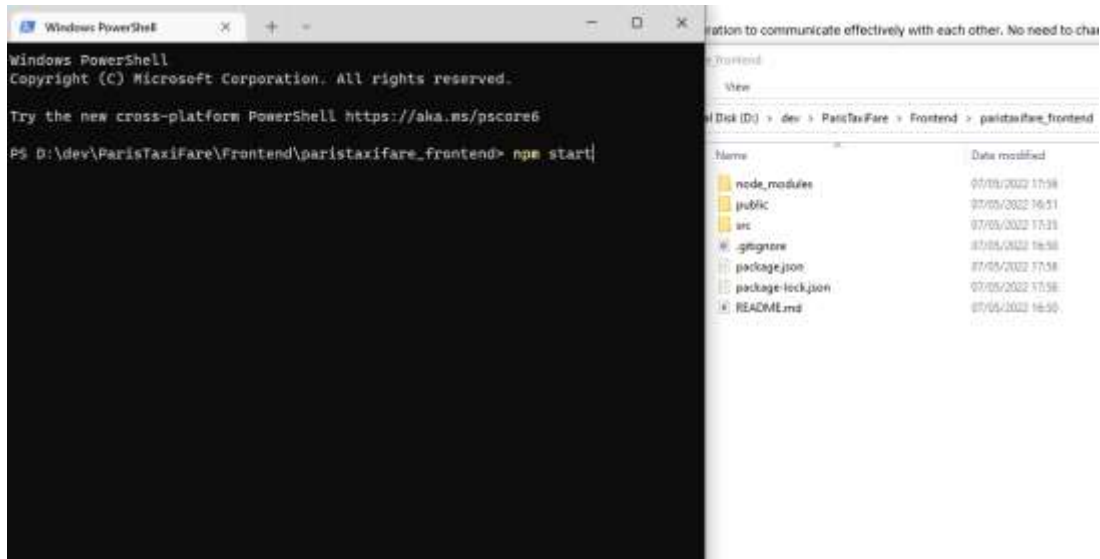 Windows PowerShell
Windows PowerShell
Copyright (C) Microsoft Corporation. All rights reserved.
Try the new cross-platform PowerShell https://aka.ms/pscore6
PS D:\dev\ParisTaxiFare\Frontend\paristaxifare_frontend> npm start
ration to communicate effectively with each other. No need to cha
e_frontend
View
al Disk (D:) > dev > ParisTaxiFare > Frontend > paristaxifare_frontend
Name Date modified
node_modules 07/05/2022 17:58
public 07/05/2022 16:51
src 07/05/2022 17:35
.gitignore 07/05/2022 16:50
package.json 07/05/2022 17:58
package-lock.json 07/05/2022 17:58
README.md 07/05/2022 16:50